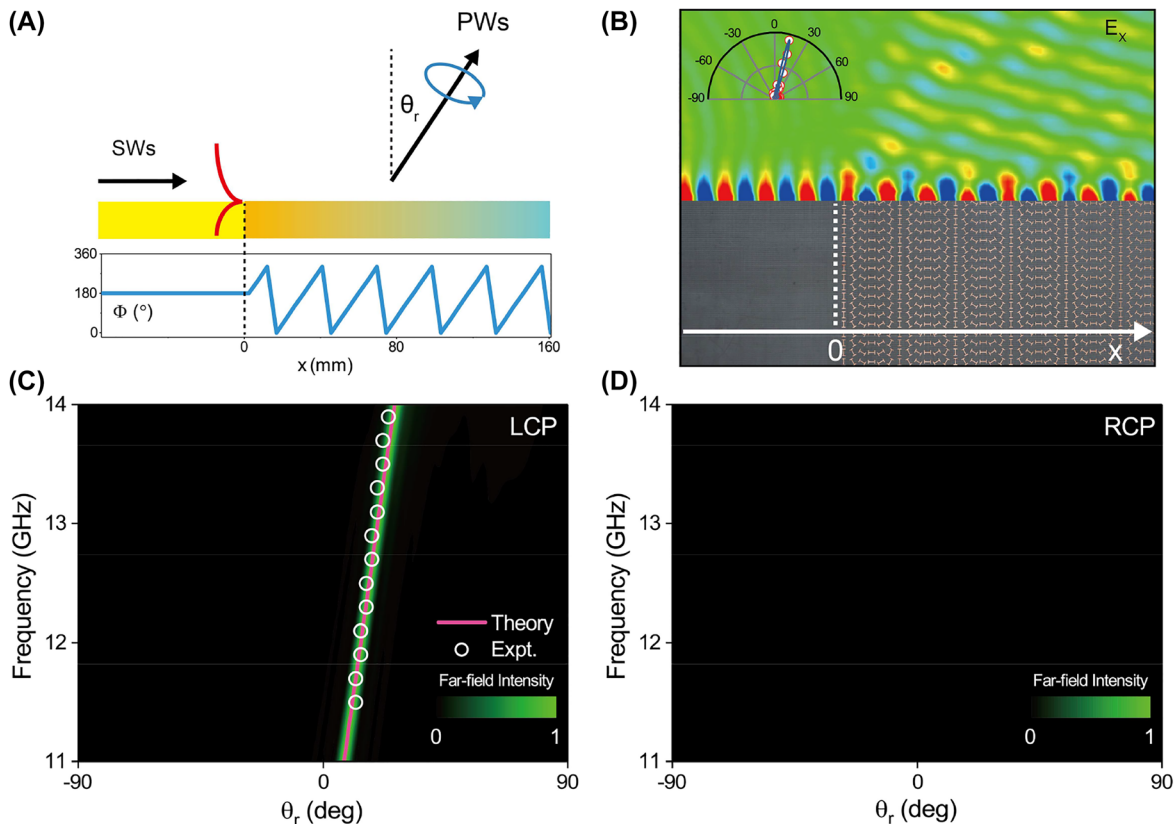 (A)
PWs
θr
SWs
360
180
0
Φ (°)
0
80
160
x (mm)
(B)
Ex
0
-30
30
-60
60
-90
90
0
X
(C)
14
13
12
11
Frequency (GHz)
LCP
Theory
Expt.
Far-field Intensity
0
1
-90
0
90
θr (deg)
(D)
14
13
12
11
Frequency (GHz)
RCP
Far-field Intensity
0
1
-90
0
90
θr (deg)